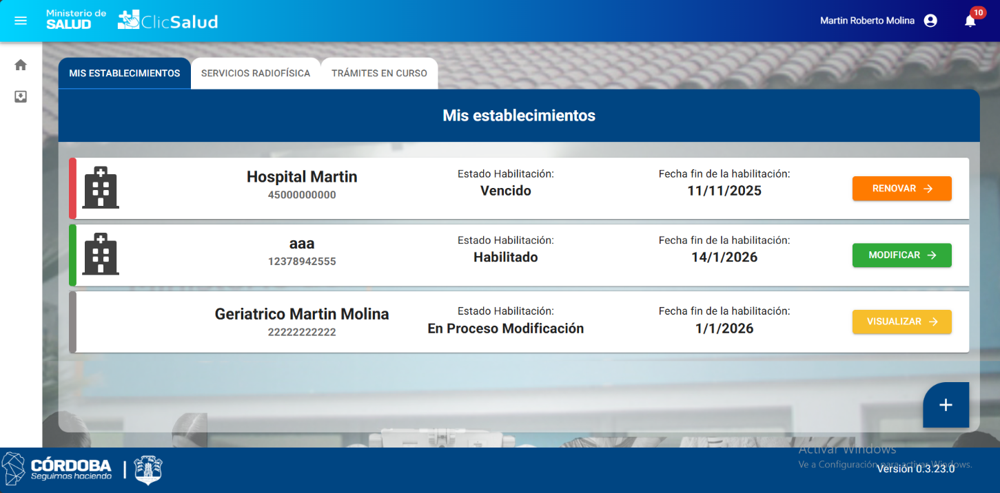 Ministerio de
SALUD
ClicSalud
Martin Roberto Molina
10
MIS ESTABLECIMIENTOS
SERVICIOS RADIOFÍSICA
TRÁMITES EN CURSO
Mis establecimientos
Hospital Martin
45000000000
Estado Habilitación:
Vencido
Fecha fin de la habilitación:
11/11/2025
RENOVAR
aaa
12378942555
Estado Habilitación:
Habilitado
Fecha fin de la habilitación:
14/1/2026
MODIFICAR
Geriatrico Martin Molina
22222222222
Estado Habilitación:
En Proceso Modificación
Fecha fin de la habilitación:
1/1/2026
VISUALIZAR
CÓRDOBA
Seguimos haciendo
Activar Windows
Ve a Configuración para activar Windows.
Versión 0.3.23.0